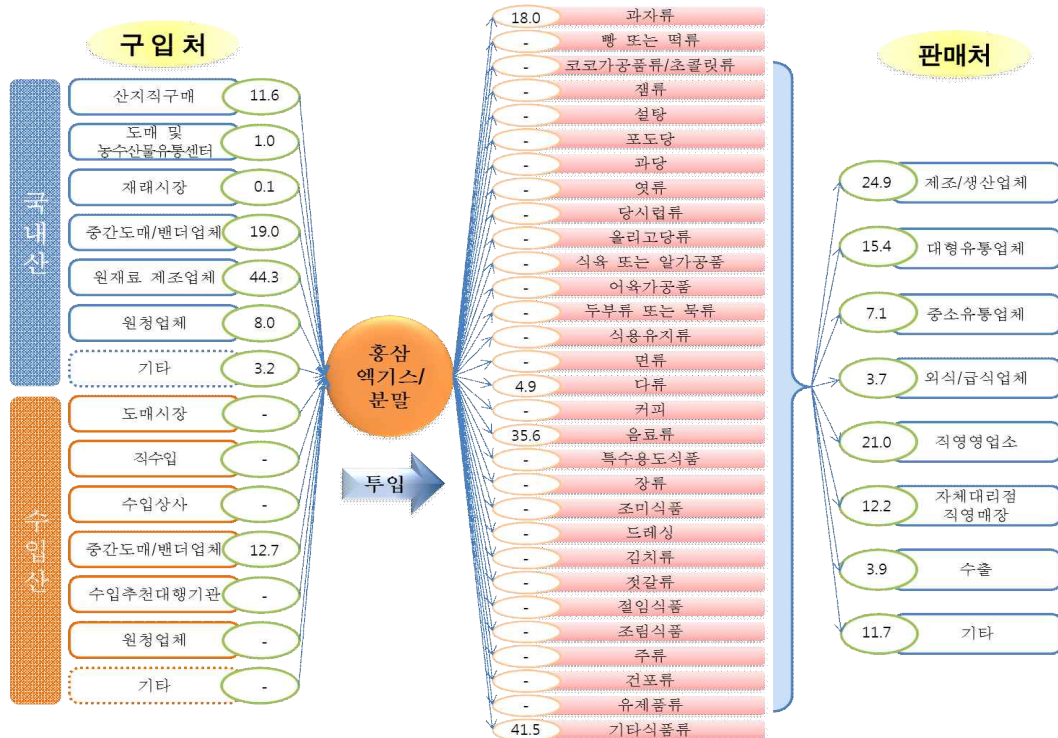 구입처
국내산
산지직구매 11.6
도매 및
농수산물유통센터 1.0
재래시장 0.1
중간도매/밴더업체 19.0
원재료 제조업체 44.3
원청업체 8.0
기타 3.2
수입산
도매시장 -
직수입 -
수입상사 -
중간도매/밴더업체 12.7
수입추천대행기관 -
원청업체 -
기타 -
홍삼
엑기스/
분말
투입
18.0 과자류
- 빵 또는 떡류
- 코코가공품류/초콜릿류
- 잼류
- 설탕
- 포도당
- 과당
- 엿류
- 당시럽류
- 올리고당류
- 식육 또는 알가공품
- 어육가공품
- 두부류 또는 묵류
- 식용유지류
- 면류
4.9 다류
- 커피
35.6 음료류
- 특수용도식품
- 장류
- 조미식품
- 드레싱
- 김치류
- 젓갈류
- 절임식품
- 조림식품
- 주류
- 건포류
- 유제품류
41.5 기타식품류
판매처
24.9 제조/생산업체
15.4 대형유통업체
7.1 중소유통업체
3.7 외식/급식업체
21.0 직영영업소
12.2 자체대리점
직영매장
3.9 수출
11.7 기타